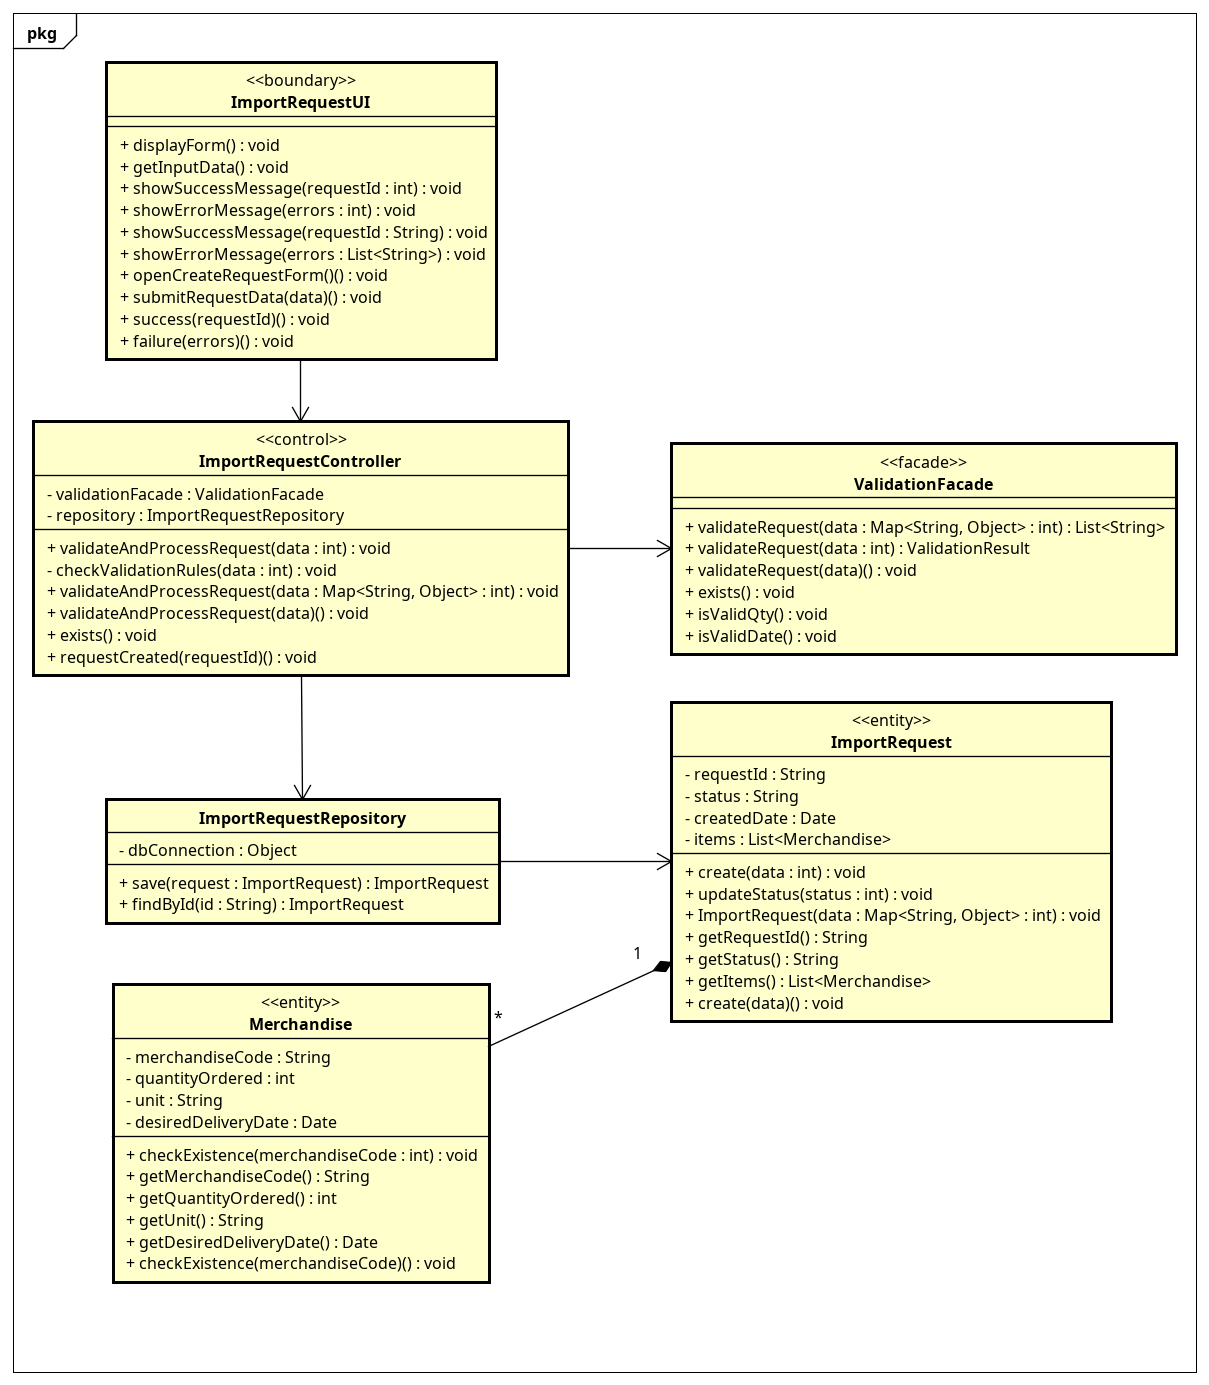 pkg
<<boundary>>
ImportRequestUI
+ displayForm() : void
+ getInputData() : void
+ showSuccessMessage(requestId : int) : void
+ showErrorMessage(errors : int) : void
+ showSuccessMessage(requestId : String) : void
+ showErrorMessage(errors : List<String>) : void
+ openCreateRequestForm()() : void
+ submitRequestData(data)() : void
+ success(requestId)() : void
+ failure(errors)() : void
<<control>>
ImportRequestController
- validationFacade : ValidationFacade
- repository : ImportRequestRepository
+ validateAndProcessRequest(data : int) : void
- checkValidationRules(data : int) : void
+ validateAndProcessRequest(data : Map<String, Object> : int) : void
+ validateAndProcessRequest(data)() : void
+ exists() : void
+ requestCreated(requestId)() : void
<<facade>>
ValidationFacade
+ validateRequest(data : Map<String, Object> : int) : List<String>
+ validateRequest(data : int) : ValidationResult
+ validateRequest(data)() : void
+ exists() : void
+ isValidQty() : void
+ isValidDate() : void
<<entity>>
ImportRequest
- requestId : String
- status : String
- createdDate : Date
- items : List<Merchandise>
+ create(data : int) : void
+ updateStatus(status : int) : void
+ ImportRequest(data : Map<String, Object> : int) : void
+ getRequestId() : String
+ getStatus() : String
+ getItems() : List<Merchandise>
+ create(data)() : void
ImportRequestRepository
- dbConnection : Object
+ save(request : ImportRequest) : ImportRequest
+ findById(id : String) : ImportRequest
1
*
<<entity>>
Merchandise
- merchandiseCode : String
- quantityOrdered : int
- unit : String
- desiredDeliveryDate : Date
+ checkExistence(merchandiseCode : int) : void
+ getMerchandiseCode() : String
+ getQuantityOrdered() : int
+ getUnit() : String
+ getDesiredDeliveryDate() : Date
+ checkExistence(merchandiseCode)() : void